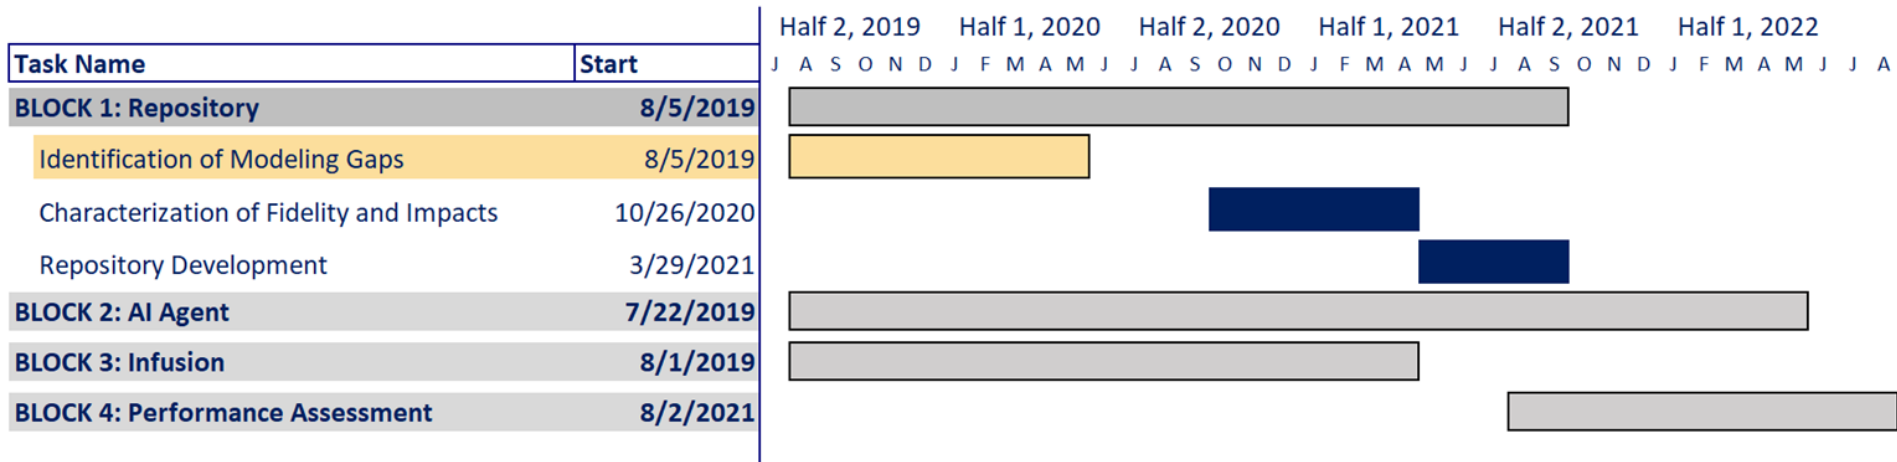 Half 2, 2019 Half 1, 2020 Half 2, 2020 Half 1, 2021 Half 2, 2021 Half 1, 2022
Task Name Start J A S O N D J F M A M J J A S O N D J F M A M J J A S O N D J F M A M J J A
BLOCK 1: Repository 8/5/2019
Identification of Modeling Gaps 8/5/2019
Characterization of Fidelity and Impacts 10/26/2020
Repository Development 3/29/2021
BLOCK 2: AI Agent 7/22/2019
BLOCK 3: Infusion 8/1/2019
BLOCK 4: Performance Assessment 8/2/2021